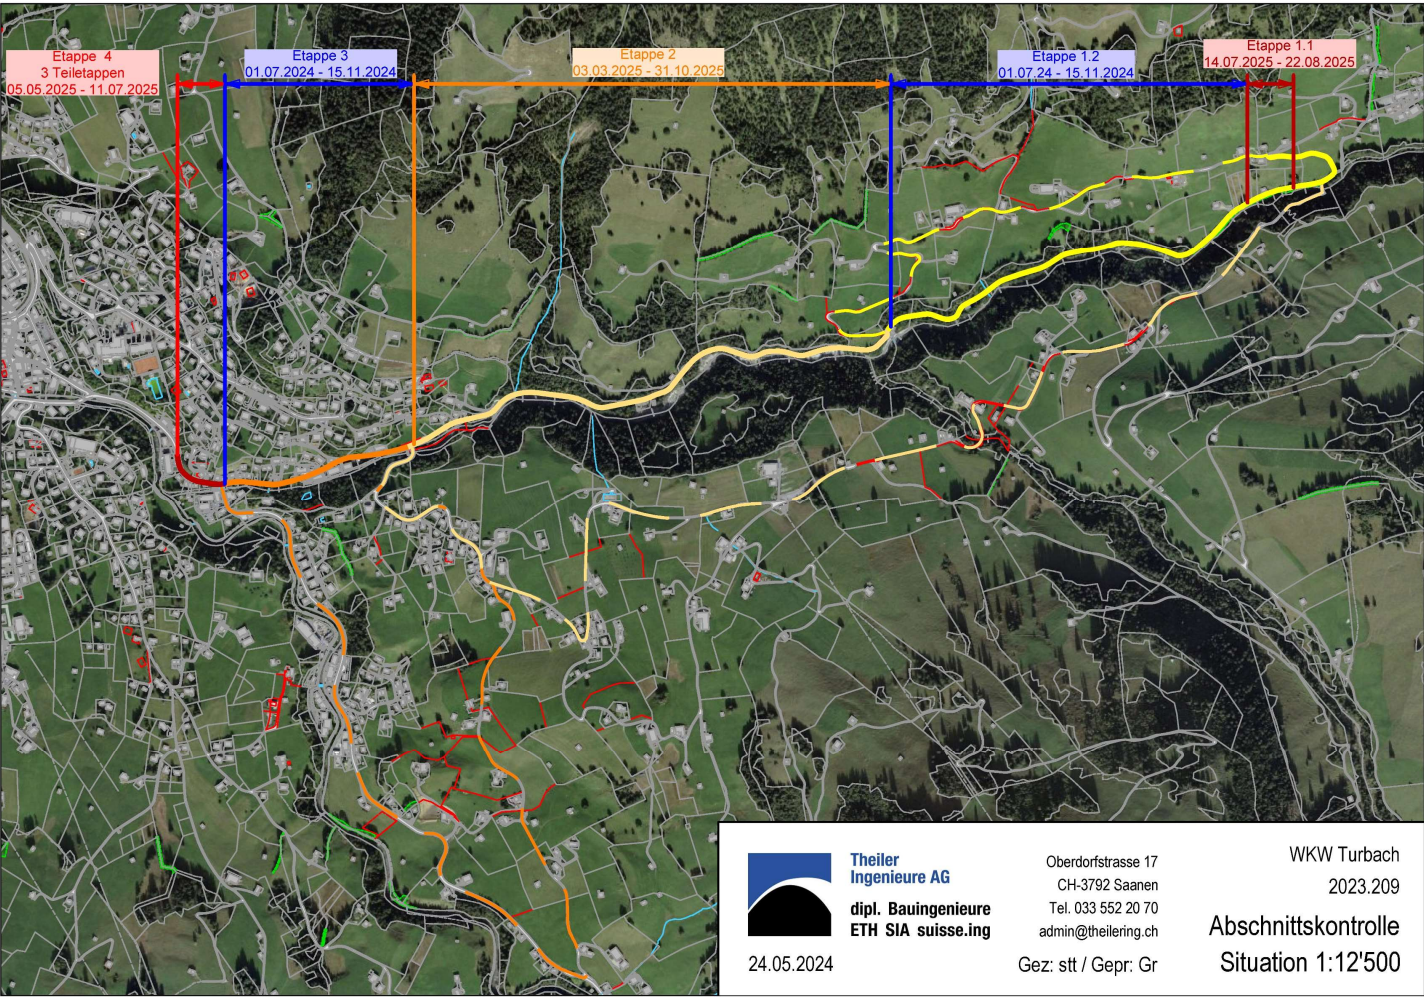 Etappe 4
3 Teiletappen
05.05.2025 - 11.07.2025
Etappe 3
01.07.2024 - 15.11.2024
Etappe 2
03.03.2025 - 31.10.2025
Etappe 1.2
01.07.24 - 15.11.2024
Etappe 1.1
14.07.2025 - 22.08.2025
Theiler
Ingenieure AG
dipl. Bauingenieure
ETH SIA suisse.ing
24.05.2024
Oberdorfstrasse 17
CH-3792 Saanen
Tel. 033 552 20 70
admin@theilering.ch
Gez: stt / Gepr: Gr
WKW Turbach
2023.209
Abschnittskontrolle
Situation 1:12'500